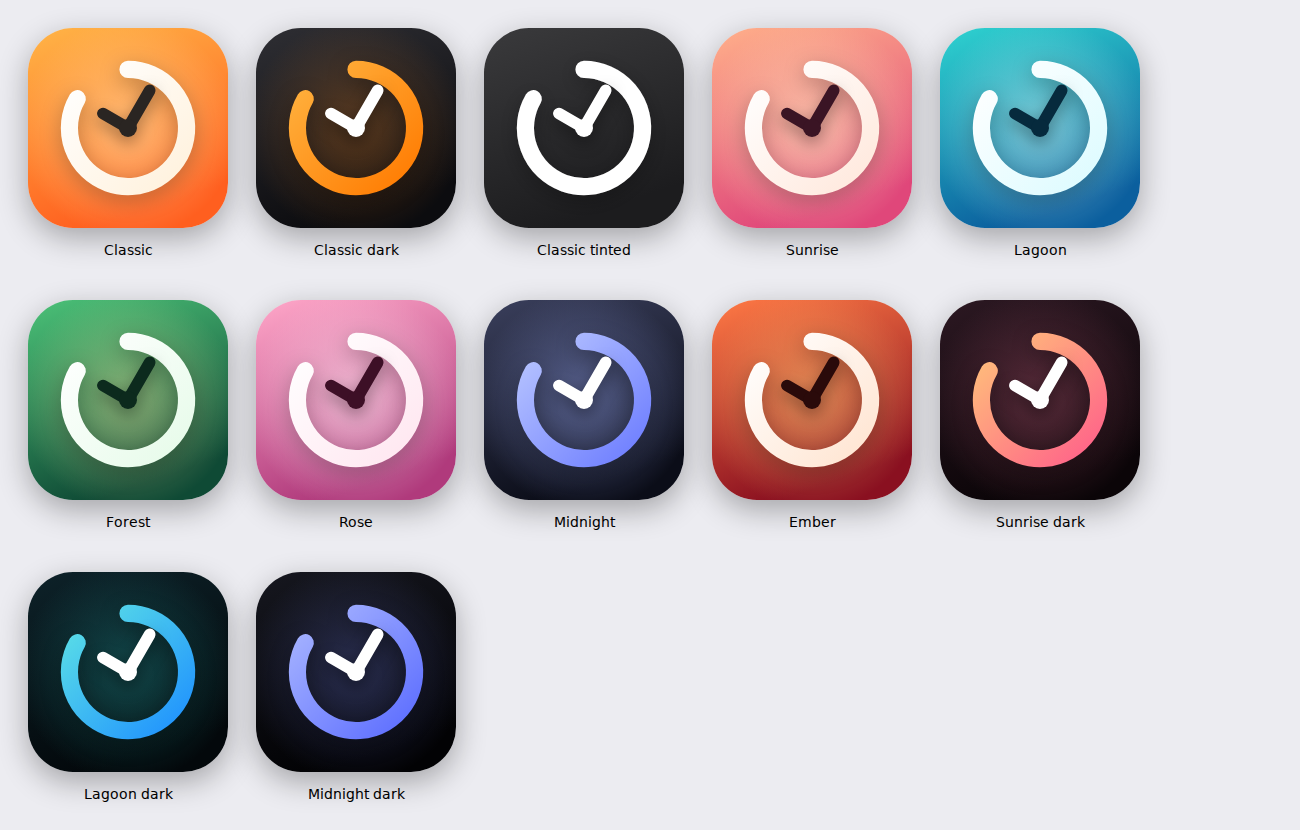 Classic
Classic dark
Classic tinted
Sunrise
Lagoon
Forest
Rose
Midnight
Ember
Sunrise dark
Lagoon dark
Midnight dark